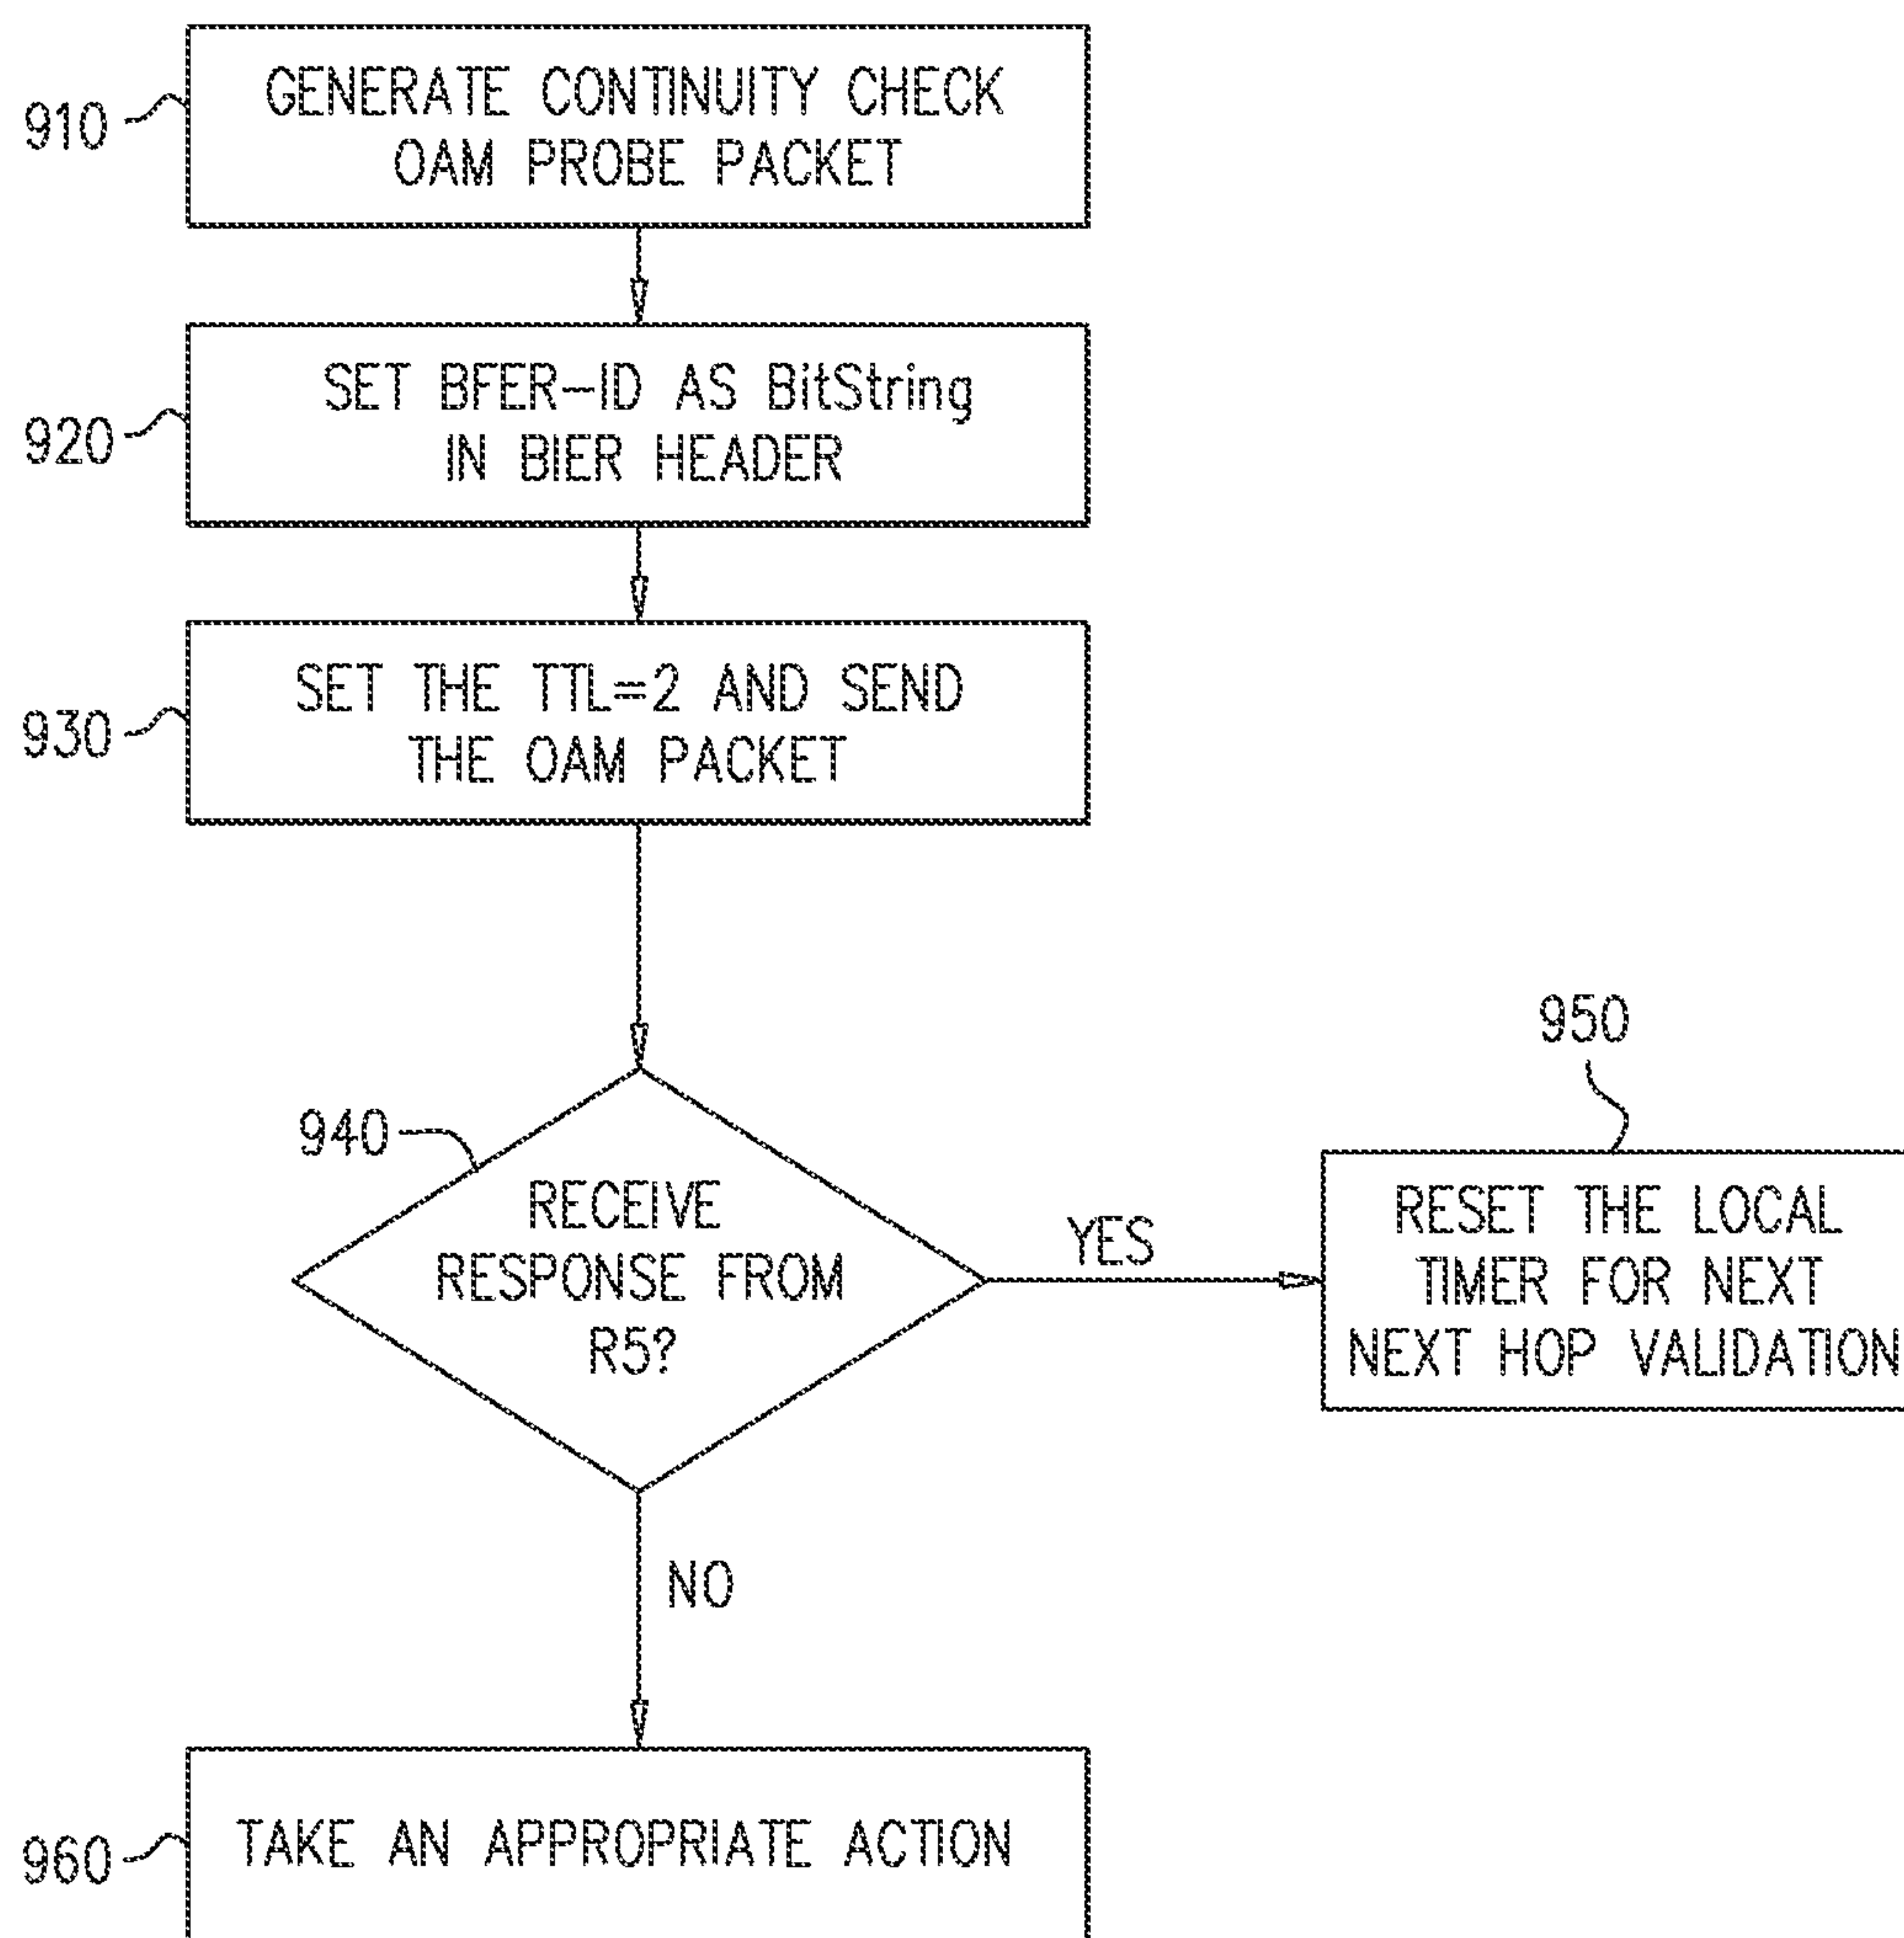 910
GENERATE CONTINUITY CHECK
OAM PROBE PACKET
920
SET BFER-ID AS BitString
IN BIER HEADER
930
SET THE TTL=2 AND SEND
THE OAM PACKET
940
RECEIVE
RESPONSE FROM
R5?
YES
950
RESET THE LOCAL
TIMER FOR NEXT
NEXT HOP VALIDATION
NO
960
TAKE AN APPROPRIATE ACTION